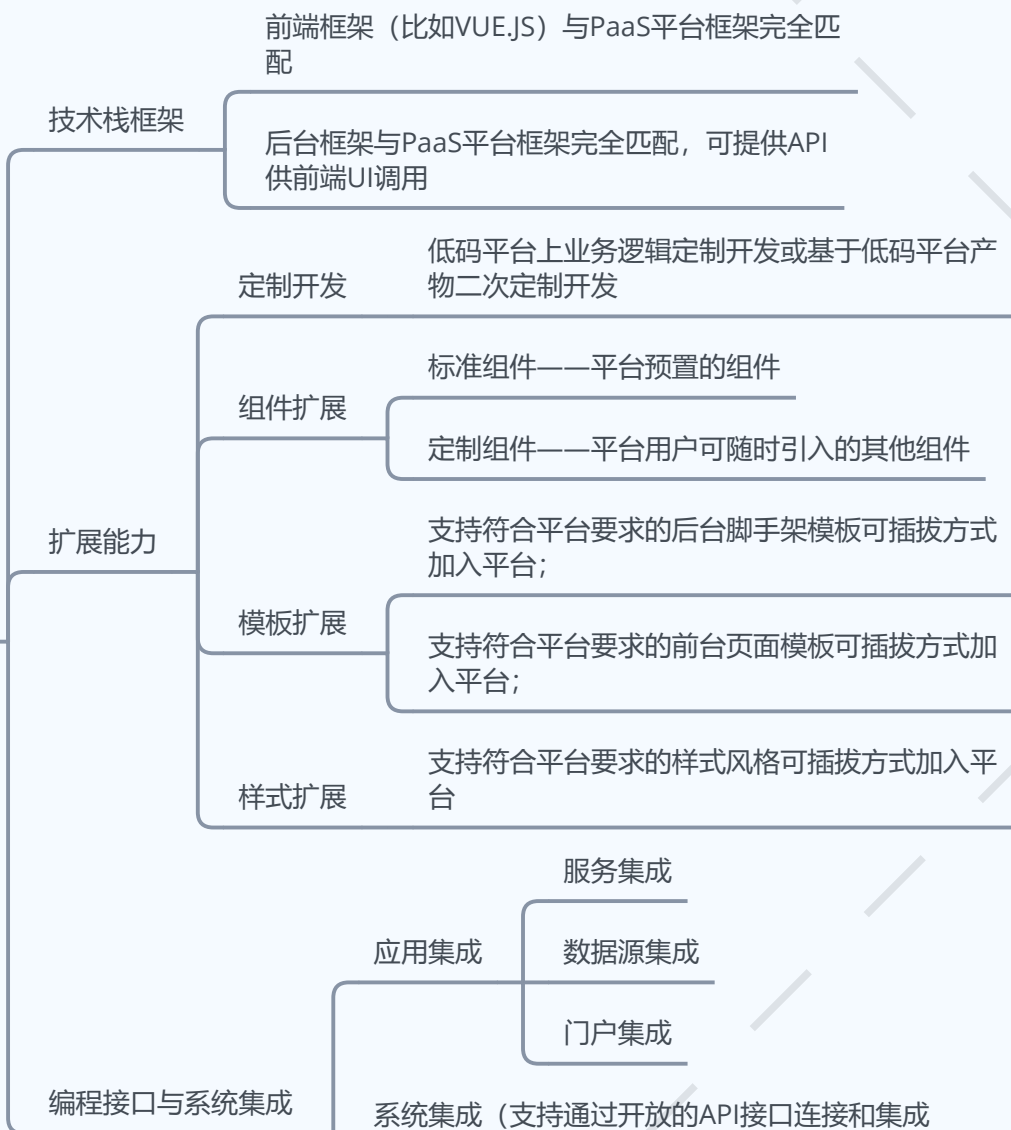 前端框架（比如VUE.JS）与PaaS平台框架完全匹
配
技术栈框架
后台框架与PaaS平台框架完全匹配，可提供API
供前端UI调用
低码平台上业务逻辑定制开发或基于低码平台产
物二次定制开发
定制开发
标准组件——平台预置的组件
组件扩展
定制组件——平台用户可随时引入的其他组件
支持符合平台要求的后台脚手架模板可插拔方式
加入平台；
扩展能力
模板扩展
支持符合平台要求的前台页面模板可插拔方式加
入平台；
支持符合平台要求的样式风格可插拔方式加入平
台
样式扩展
服务集成
应用集成
数据源集成
门户集成
编程接口与系统集成
系统集成（支持通过开放的API接口连接和集成